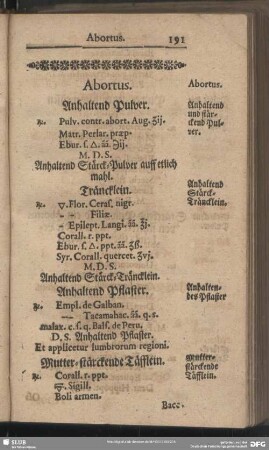 Abortus. 191
Abortus.
Abortus.
Anhaltend Pulver.
Anhaltend
und stär-
ckend Pul-
ver.
℞. Pulv. contr. abort. Aug. ʒij.
Matr. Perlar. præp.
Ebur. s. △. āā. ℈ij.
M. D. S.
Anhaltend Stärck-Pulver auff etlich
mahl.
Träncklein.
Anhaltend
Stärck-
Träncklein.
℞. ▽. Flor. Ceras. nigr.
- - Filiæ.
- Epilept. Langi. āā. ℥j.
Corall. r. ppt.
Ebur. s. △. ppt. āā. ʒß.
Syr. Corall. quercet. ʒvj.
M. D. S.
Anhaltend Stärck-Träncklein.
Anhaltend Pflaster.
Anhalten-
des Pflaster
℞. Empl. de Galban.
- - Tacamahac. āā. q. s.
malax. c. s. q. Bals. de Peru.
D. S. Anhaltend Pflaster.
Et applicetur lumbrorum regioni.
Mutter-stärckende Täfflein.
Mutter-
stärckende
Täfflein.
℞. Corall. r. ppt.
Sigill.
Boli armen.
Bacc.
SLUB